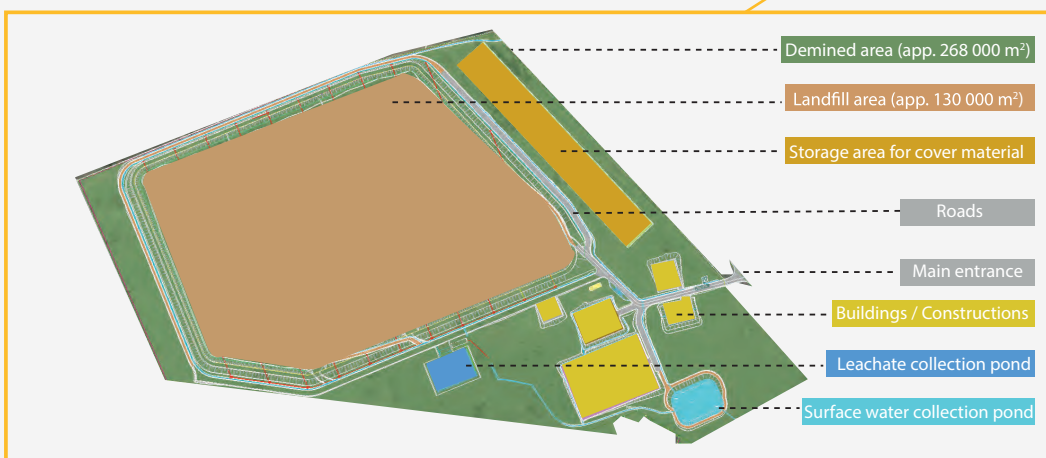 Demined area (app. 268 000 m²)
Landfill area (app. 130 000 m²)
Storage area for cover material
Roads
Main entrance
Buildings / Constructions
Leachate collection pond
Surface water collection pond